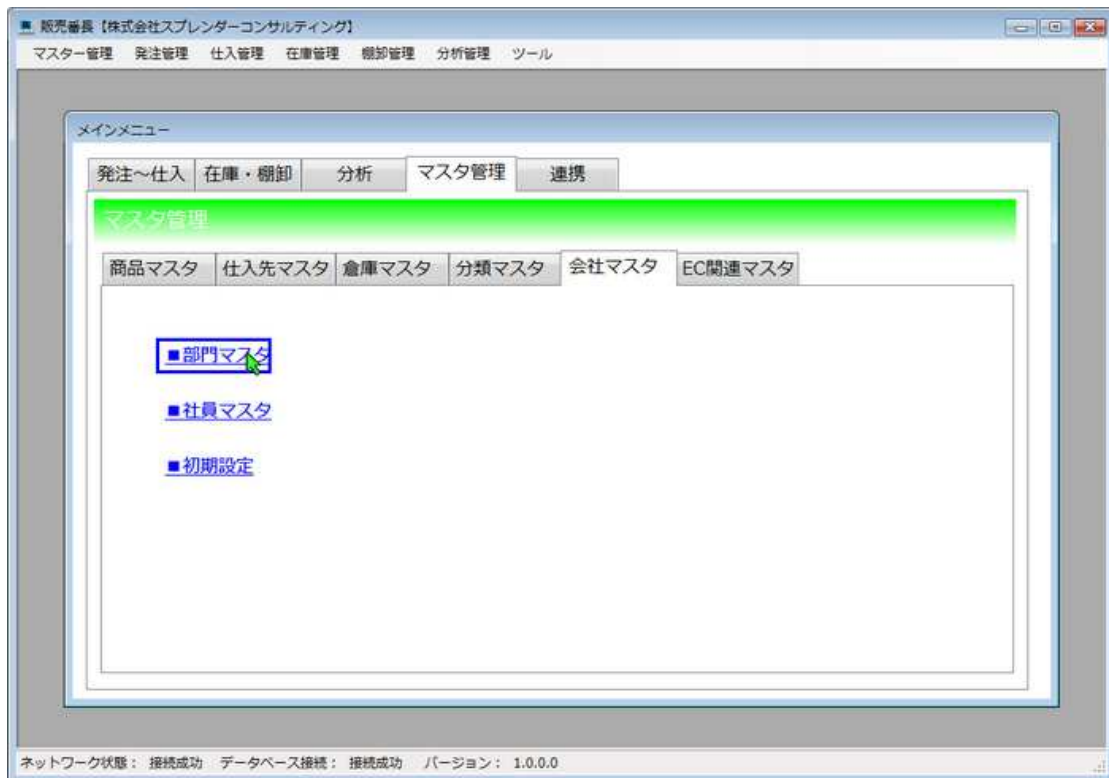 販売番長【株式会社スプレンダーコンサルティング】
マスター管理 発注管理 仕入管理 在庫管理 棚卸管理 分析管理 ツール
メインメニュー
発注～仕入 在庫・棚卸 分析 マスタ管理 連携
マスタ管理
商品マスタ 仕入先マスタ 倉庫マスタ 分類マスタ 会社マスタ EC関連マスタ
■部門マスタ
■社員マスタ
■初期設定
ネットワーク状態： 接続成功 データベース接続： 接続成功 バージョン： 1.0.0.0